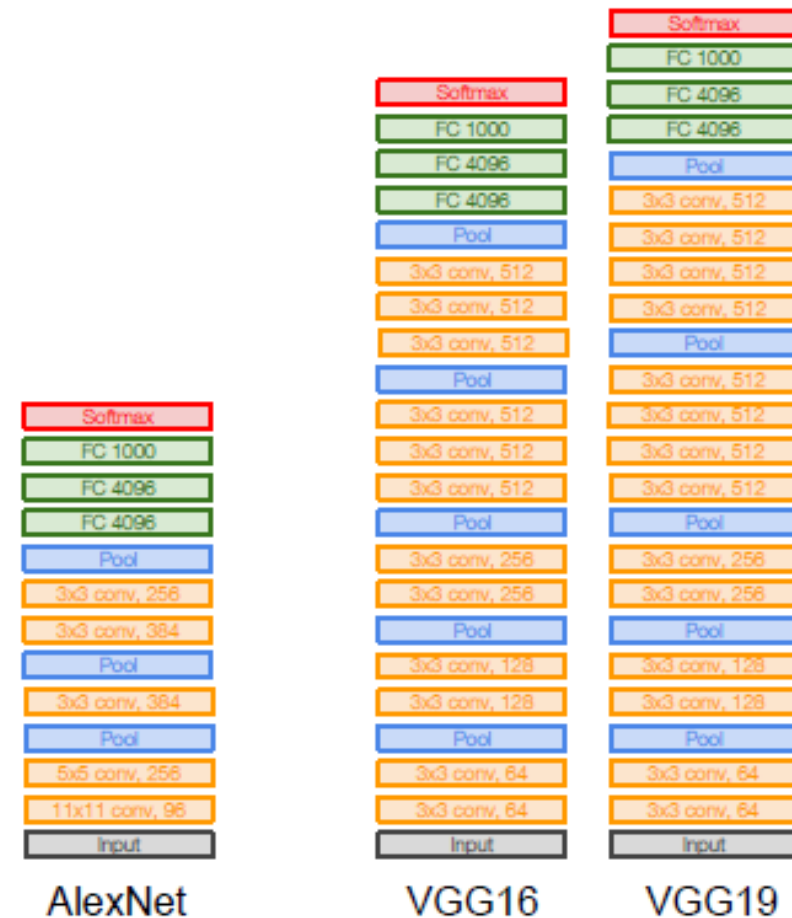 Softmax
FC 1000
FC 4096
FC 4096
Pool
3x3 conv, 256
3x3 conv, 384
Pool
3x3 conv, 384
Pool
5x5 conv, 256
11x11 conv, 96
Input
AlexNet
Softmax
FC 1000
FC 4096
FC 4096
Pool
3x3 conv, 512
3x3 conv, 512
3x3 conv, 512
Pool
3x3 conv, 512
3x3 conv, 512
3x3 conv, 512
Pool
3x3 conv, 256
3x3 conv, 256
Pool
3x3 conv, 128
3x3 conv, 128
Pool
3x3 conv, 64
3x3 conv, 64
Input
VGG16
Softmax
FC 1000
FC 4096
FC 4096
Pool
3x3 conv, 512
3x3 conv, 512
3x3 conv, 512
3x3 conv, 512
Pool
3x3 conv, 512
3x3 conv, 512
3x3 conv, 512
3x3 conv, 512
Pool
3x3 conv, 256
3x3 conv, 256
Pool
3x3 conv, 128
3x3 conv, 128
Pool
3x3 conv, 64
3x3 conv, 64
Input
VGG19